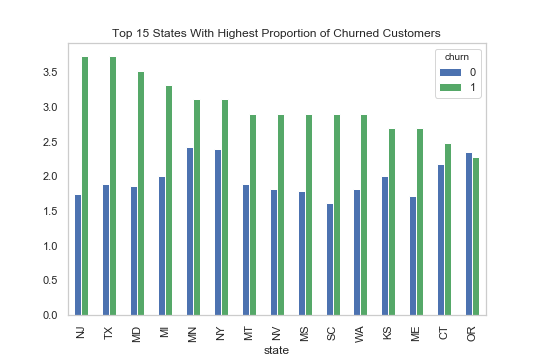 Top 15 States With Highest Proportion of Churned Customers
churn
0
1
3.5
3.0
2.5
2.0
1.5
1.0
0.5
0.0
NJ TX MD MI MN NY MT NV MS SC WA KS ME CT OR
state